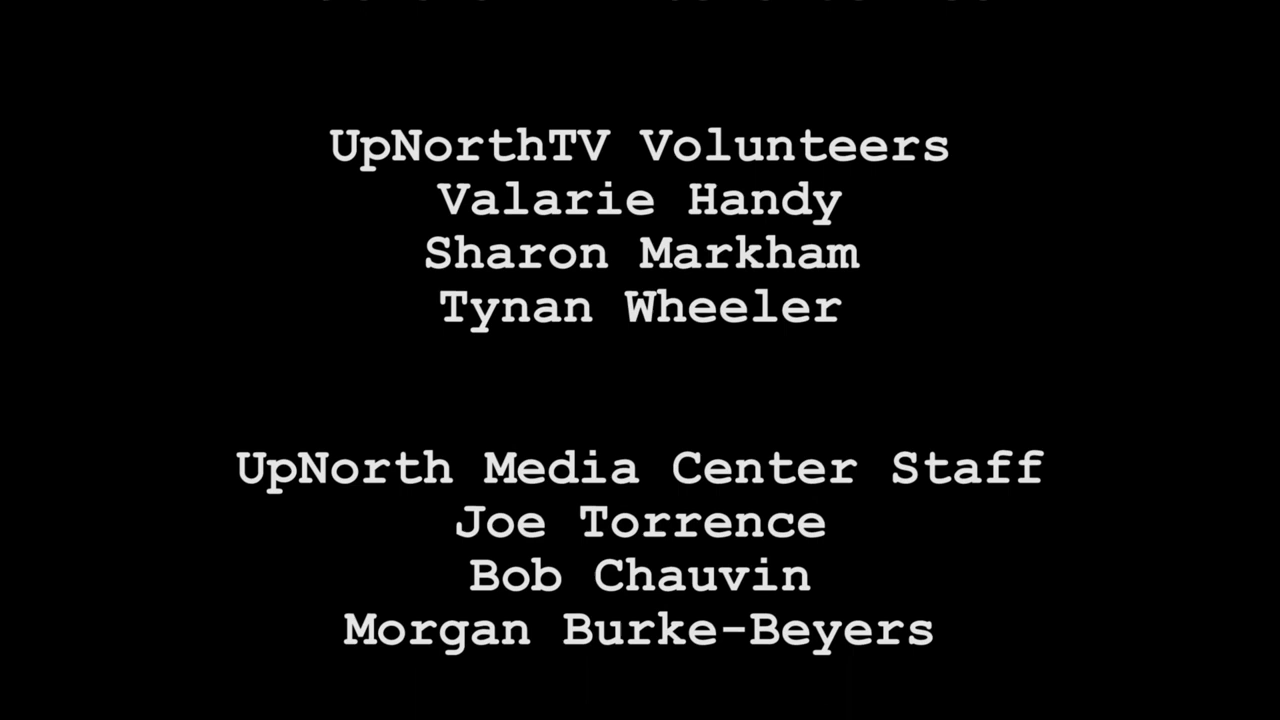 UpNorthTV Volunteers
Valarie Handy
Sharon Markham
Tynan Wheeler
UpNorth Media Center Staff
Joe Torrence
Bob Chauvin
Morgan Burke-Beyers